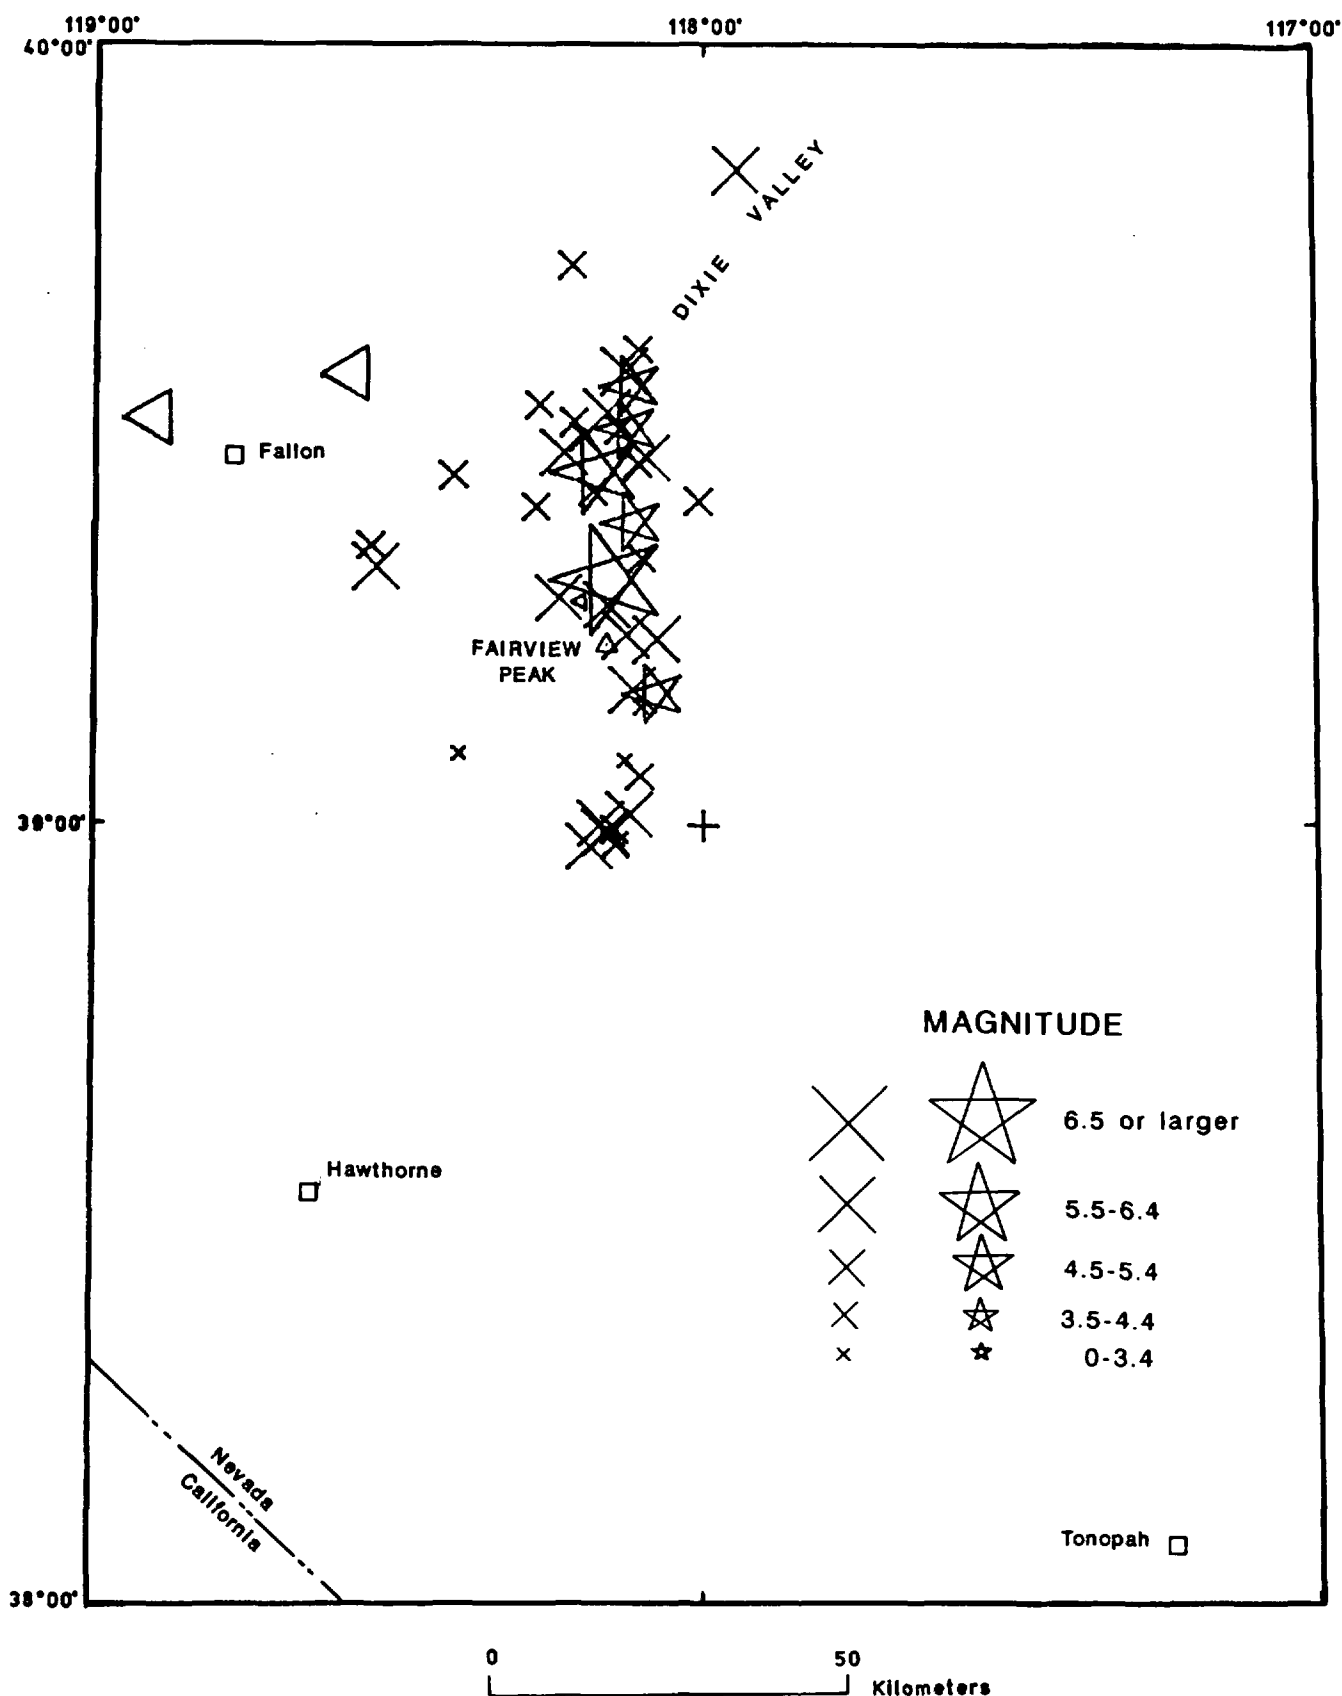 119°00'
118°00'
117°00'
40°00'
DIXIE VALLEY
Fallon
FAIRVIEW
PEAK
39°00'
MAGNITUDE
6.5 or larger
5.5-6.4
4.5-5.4
3.5-4.4
0-3.4
Hawthorne
Nevada
California
Tonopah
38°00'
0 50
Kilometers